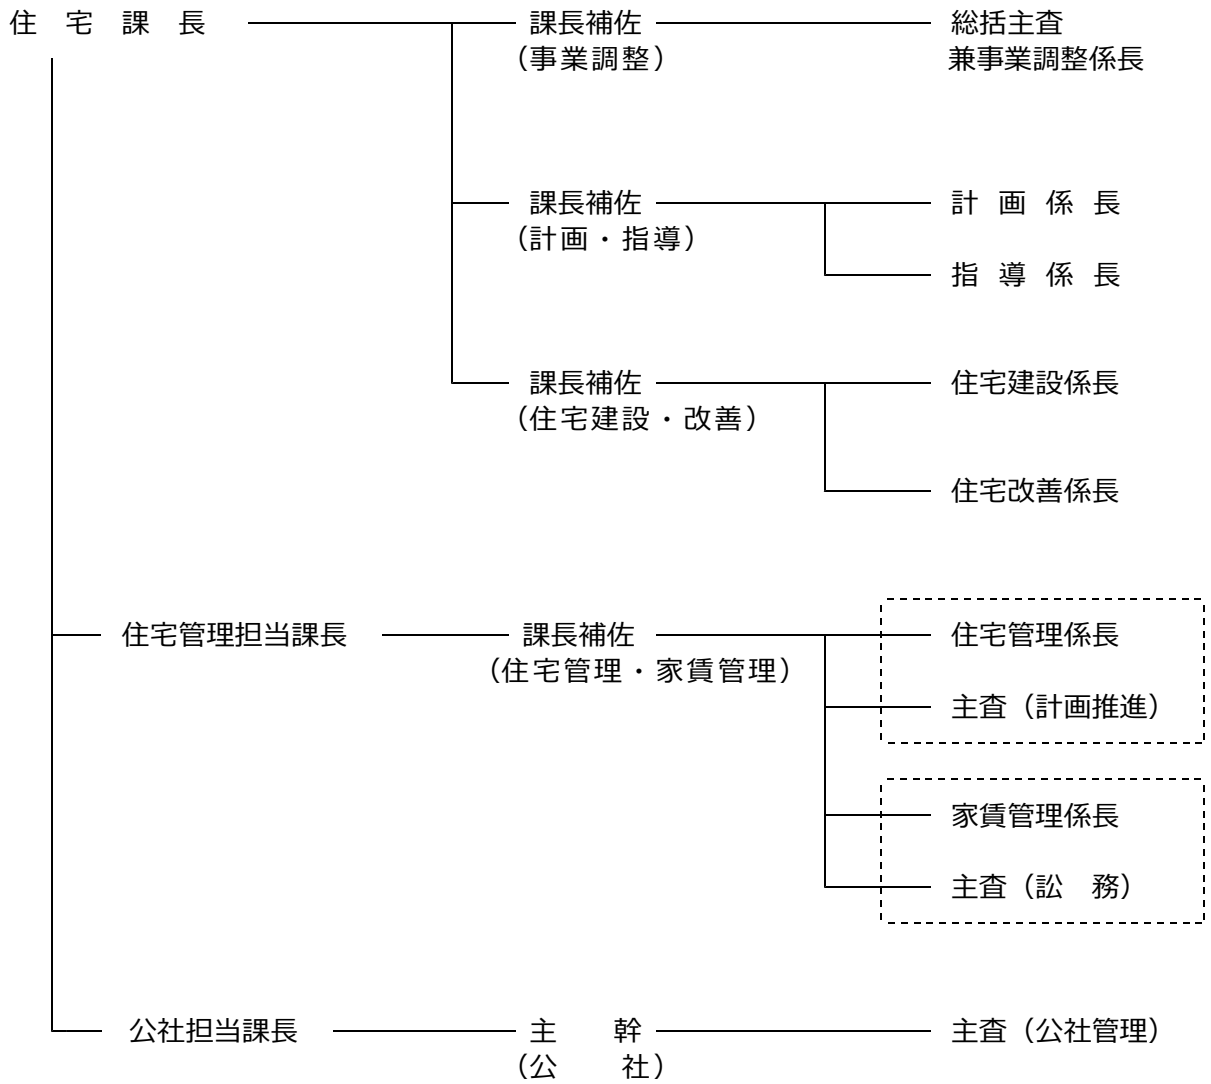 住　宅　課　長　課長補佐　総括主査
（事業調整）　兼事業調整係長
課長補佐　計　画　係　長
（計画・指導）
指　導　係　長
課長補佐　住宅建設係長
（住宅建設・改善）
住宅改善係長
住宅管理担当課長　課長補佐　住宅管理係長
（住宅管理・家賃管理）
主査（計画推進）
家賃管理係長
主査（訟　務）
公社担当課長　主　　幹　主査（公社管理）
（公　　社）